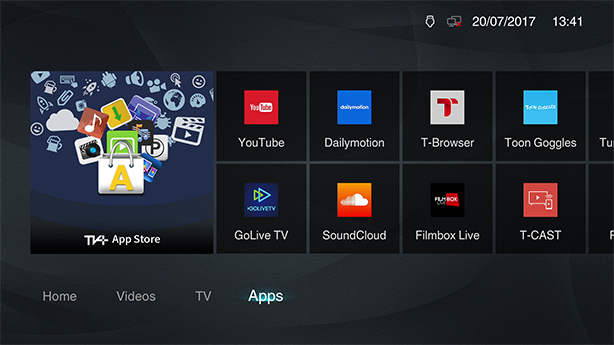 20/07/2017 13:41
YouTube
dailymotion
T
TOON GOGGLES
YouTube
Dailymotion
T-Browser
Toon Goggles
A
P
GOLIVETV
FILMBOX
LIVE
TV+ App Store
GoLive TV
SoundCloud
Filmbox Live
T-CAST
Home
Videos
TV
Apps